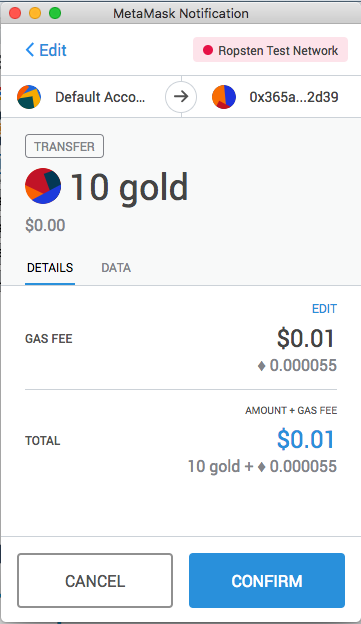 MetaMask Notification
Edit
Ropsten Test Network
Default Acco...
0x365a...2d39
TRANSFER
10 gold
$0.00
DETAILS
DATA
EDIT
GAS FEE
$0.01
♦ 0.000055
AMOUNT + GAS FEE
TOTAL
$0.01
10 gold + ♦ 0.000055
CANCEL
CONFIRM